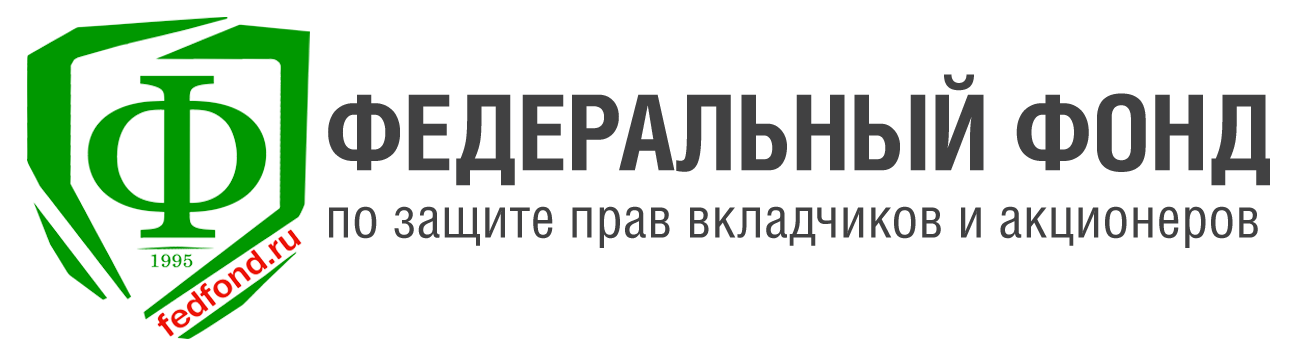 Ф
1995
fedfond.ru
ФЕДЕРАЛЬНЫЙ ФОНД
по защите прав вкладчиков и акционеров